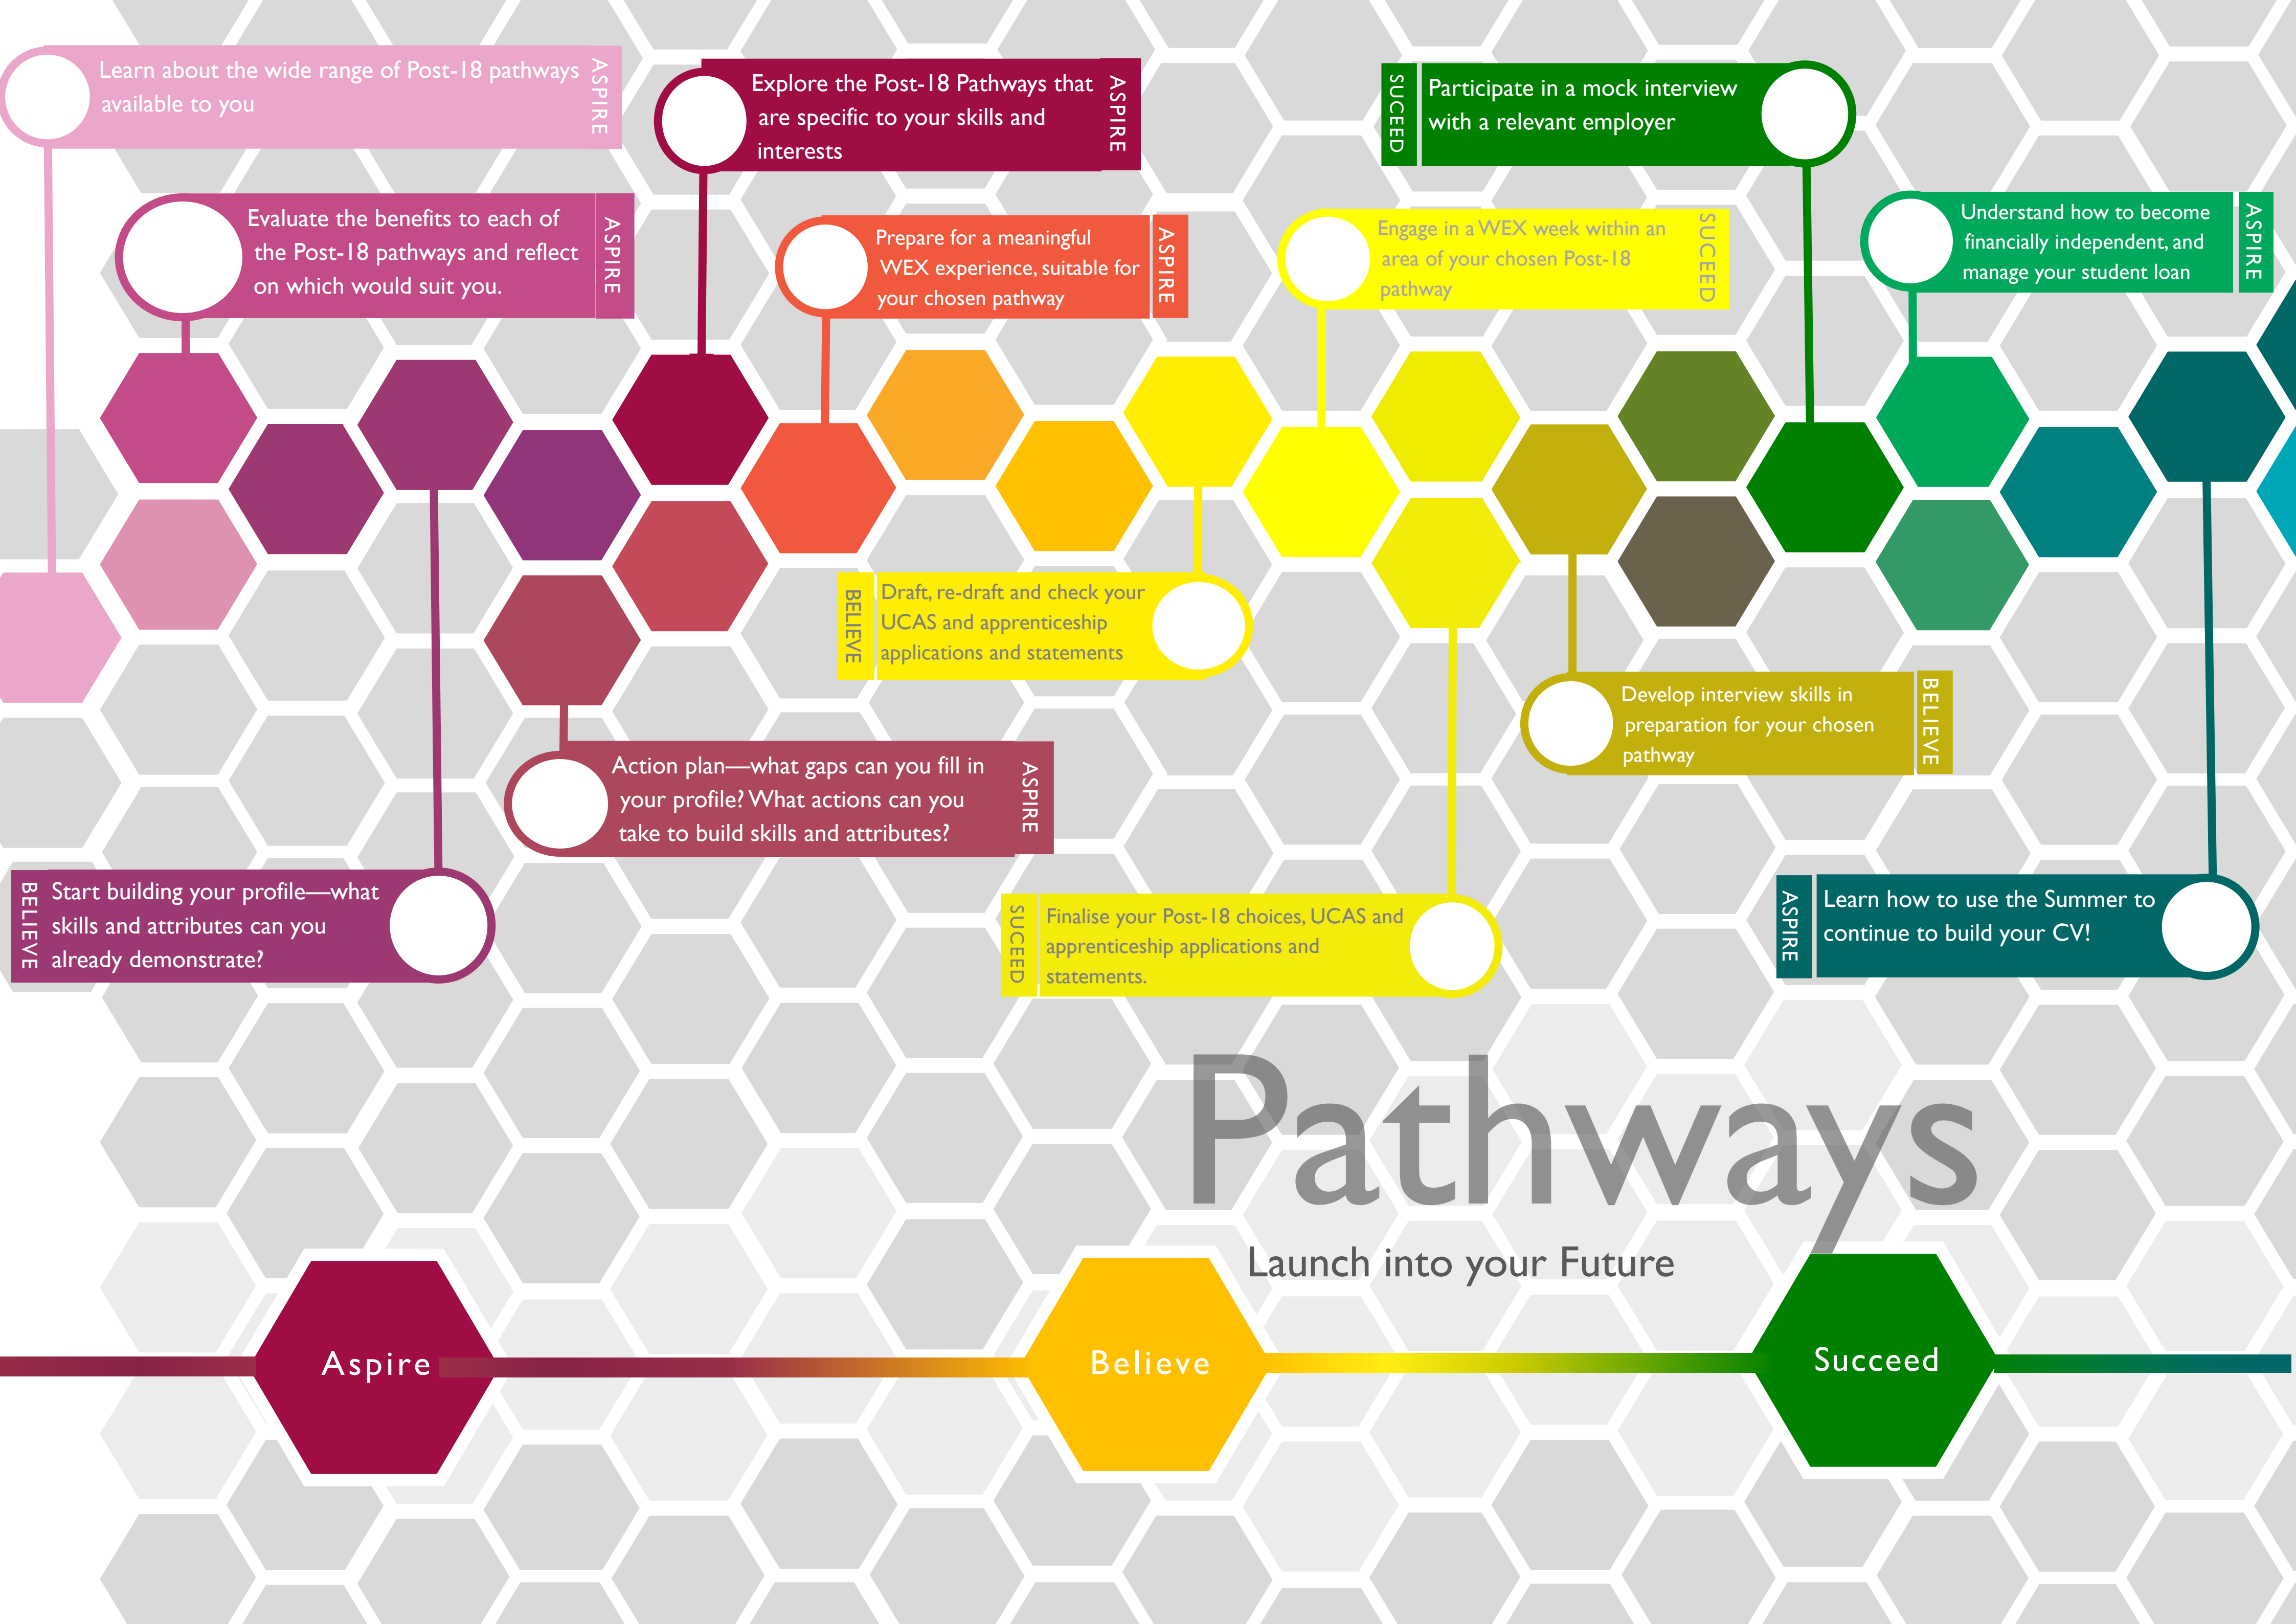 Learn about the wide range of Post-18 pathways
available to you
ASPIRE
Evaluate the benefits to each of
the Post-18 pathways and reflect
on which would suit you.
ASPIRE
Explore the Post-18 Pathways that
are specific to your skills and
interests
ASPIRE
Prepare for a meaningful
WEX experience, suitable for
your chosen pathway
ASPIRE
SUCEED
Participate in a mock interview
with a relevant employer
Engage in a WEX week within an
area of your chosen Post-18
pathway
SUCEED
Understand how to become
financially independent, and
manage your student loan
ASPIRE
BELIEVE
Draft, re-draft and check your
UCAS and apprenticeship
applications and statements
Develop interview skills in
preparation for your chosen
pathway
BELIEVE
Action plan—what gaps can you fill in
your profile? What actions can you
take to build skills and attributes?
ASPIRE
BELIEVE
Start building your profile—what
skills and attributes can you
already demonstrate?
SUCEED
Finalise your Post-18 choices, UCAS and
apprenticeship applications and
statements.
ASPIRE
Learn how to use the Summer to
continue to build your CV!
Pathways
Launch into your Future
Aspire
Believe
Succeed